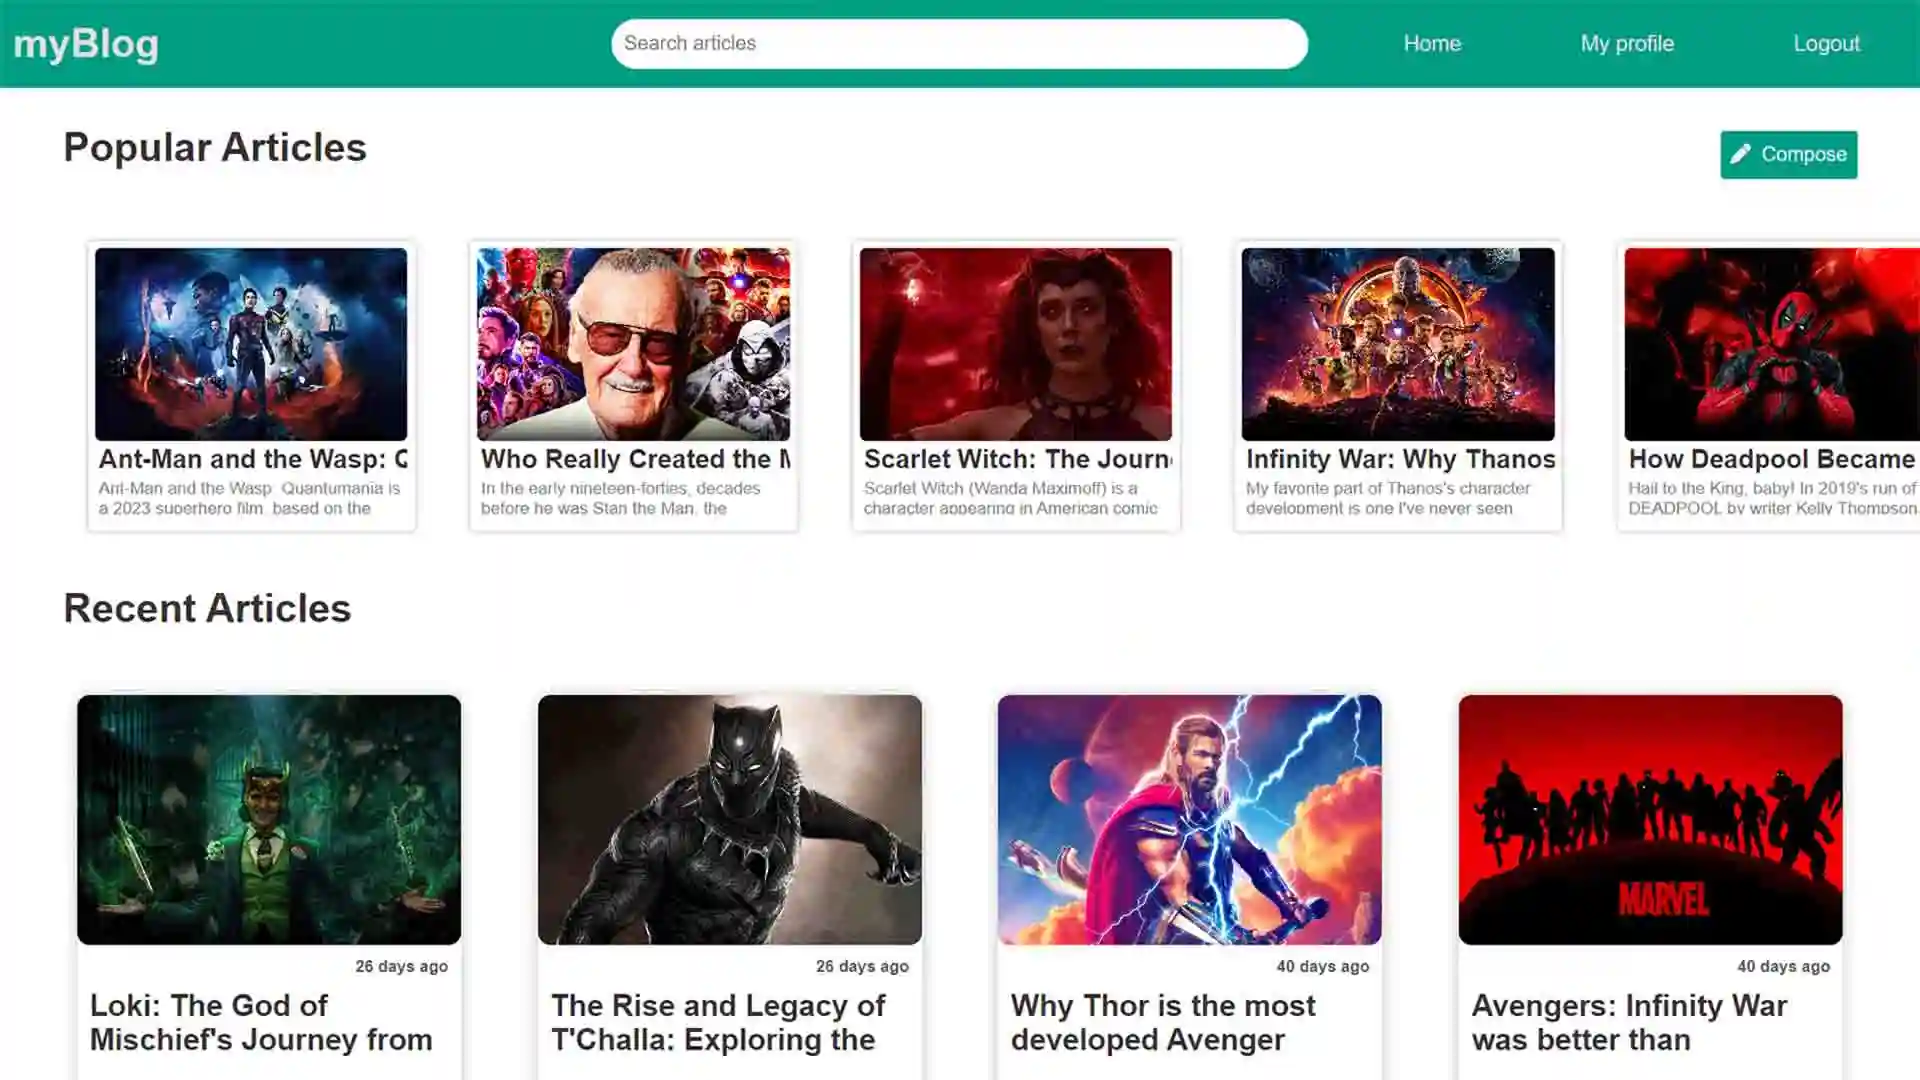 myBlog
Search articles
Home
My profile
Logout
Popular Articles
Compose
Ant-Man and the Wasp:
Ant-Man and the Wasp: Quantumania is
a 2023 superhero film, based on the
Who Really Created the
In the early nineteen-forties, decades
before he was Stan the Man, the
Scarlet Witch: The Journ
Scarlet Witch (Wanda Maximoff) is a
character appearing in American comic
Infinity War: Why Thanos
My favorite part of Thanos's character
development is one I've never seen
How Deadpool Became
Hail to the King, baby! In 2019's run of
DEADPOOL by writer Kelly Thompson,
Recent Articles
MARVEL
26 days ago
Loki: The God of
Mischief's Journey from
26 days ago
The Rise and Legacy of
T'Challa: Exploring the
40 days ago
Why Thor is the most
developed Avenger
40 days ago
Avengers: Infinity War
was better than